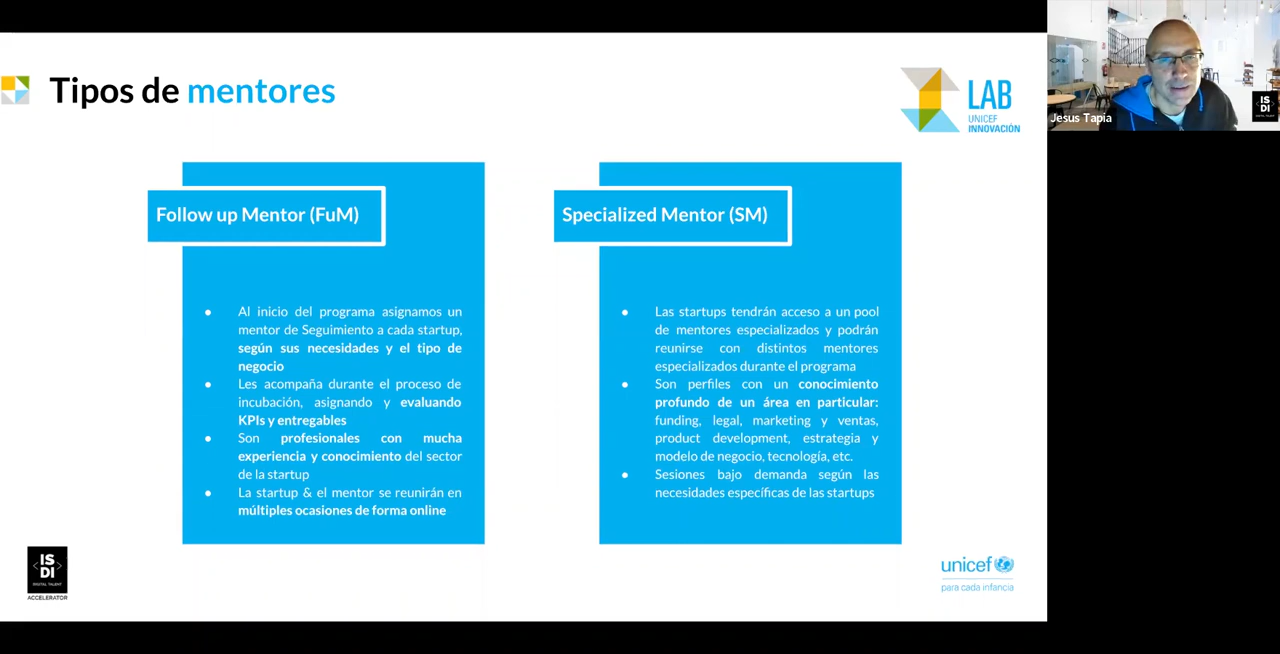 Tipos de mentores
LAB
UNICEF
INNOVACIÓN
Jesus Tapia
IS
DI
DIGITAL TALENT
Follow up Mentor (FuM)
Al inicio del programa asignamos un
mentor de Seguimiento a cada startup,
según sus necesidades y el tipo de
negocio
Les acompaña durante el proceso de
incubación, asignando y evaluando
KPIs y entregables
Son profesionales con mucha
experiencia y conocimiento del sector
de la startup
La startup & el mentor se reunirán en
múltiples ocasiones de forma online
Specialized Mentor (SM)
Las startups tendrán acceso a un pool
de mentores especializados y podrán
reunirse con distintos mentores
especializados durante el programa
Son perfiles con un conocimiento
profundo de un área en particular:
funding, legal, marketing y ventas,
product development, estrategia y
modelo de negocio, tecnología, etc.
Sesiones bajo demanda según las
necesidades específicas de las startups
IS
DI
DIGITAL TALENT
ACCELERATOR
unicef
para cada infancia